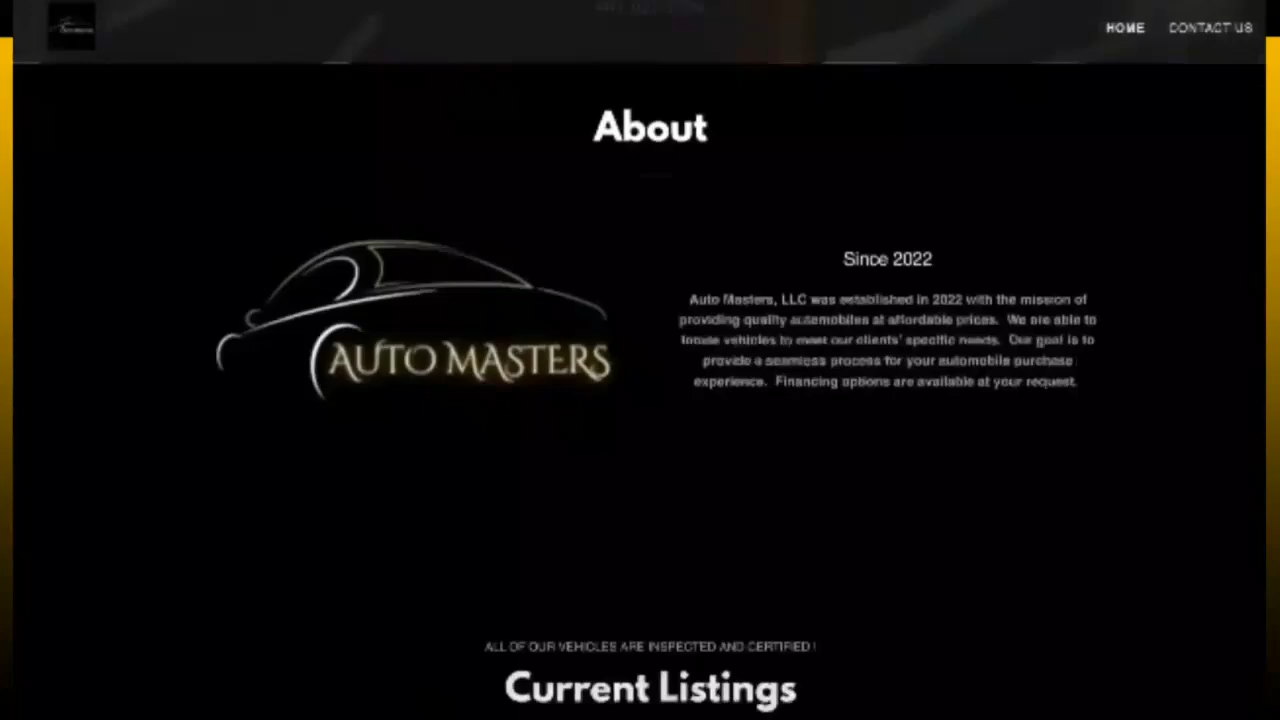 HOME CONTACT US
About
AUTO MASTERS
Since 2022
Auto Masters, LLC was established in 2022 with the mission of
providing quality automobiles at affordable prices. We are able to
locate vehicles to meet our clients' specific needs. Our goal is to
provide a seamless process for your automobile purchase
experience. Financing options are available at your request.
ALL OF OUR VEHICLES ARE INSPECTED AND CERTIFIED !
Current Listings